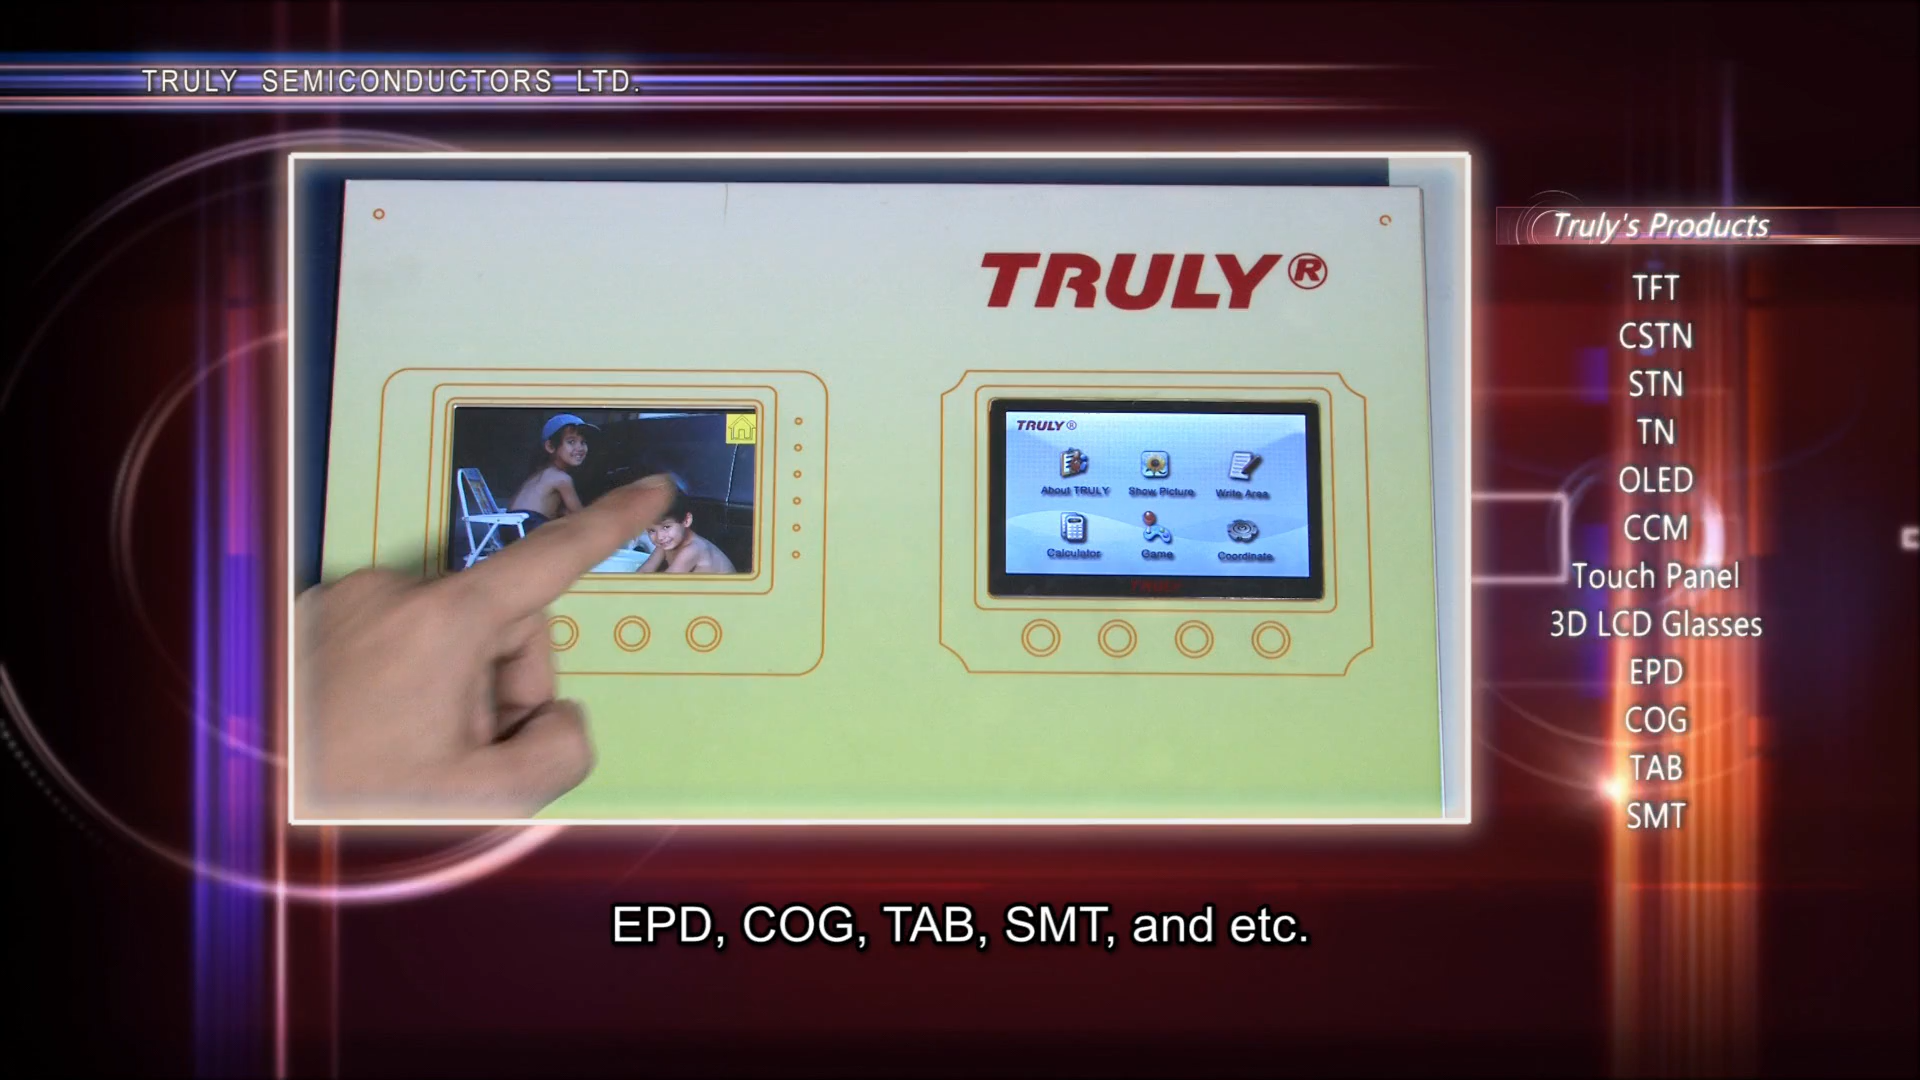 TRULY SEMICONDUCTORS LTD.
TRULY®
TRULY®
About TRULY
Show Picture
Write Area
Calculator
Game
Coordinate
TRULY
Truly's Products
TFT
CSTN
STN
TN
OLED
CCM
Touch Panel
3D LCD Glasses
EPD
COG
TAB
SMT
EPD, COG, TAB, SMT, and etc.